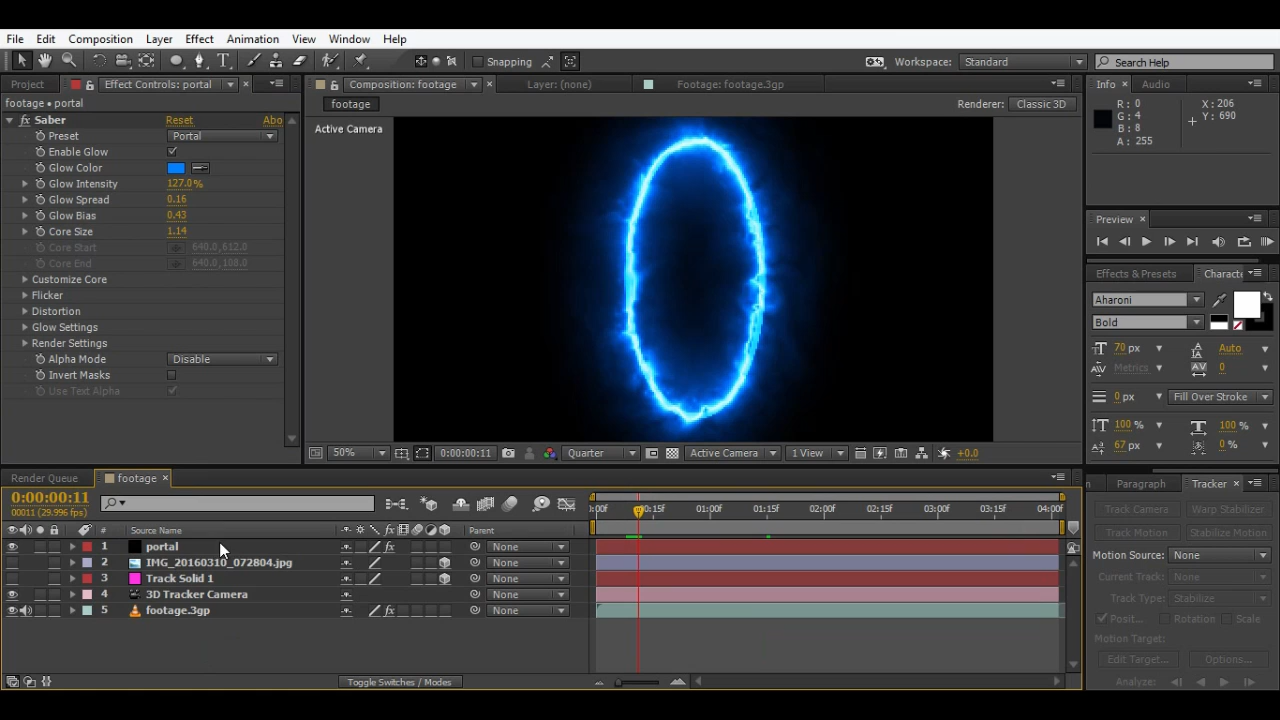 File Edit Composition Layer Effect Animation View Window Help
Snapping Workspace: Standard Search Help
Project Effect Controls: portal Composition: footage Layer: (none) Footage: footage.3gp Info Audio
footage • portal footage Renderer: Classic 3D
Active Camera
R: 0 X: 206
G: 4 Y: 690
B: 8
A: 255
fx Saber Reset Abo
Preset Portal
Enable Glow
Glow Color
Glow Intensity 127.0%
Glow Spread 0.16
Glow Bias 0.43
Core Size 1.14
Core Start 640.0,612.0
Core End 640.0,108.0
Customize Core
Flicker
Distortion
Glow Settings
Render Settings
Alpha Mode Disable
Invert Masks
Use Text Alpha
Preview
Effects & Presets Characte
Aharoni
Bold
70 px Auto
Metrics 0
0 px Fill Over Stroke
100 % 100 %
67 px 0 %
50% 0:00:00:11 Quarter Active Camera 1 View +0.0
Render Queue footage
0:00:00:11
00011 (29.996 fps)
:00f 00:15f 01:00f 01:15f 02:00f 02:15f 03:00f 03:15f 04:00f
# Source Name fx Parent
1 portal fx None
2 IMG_20160310_072804.jpg None
3 Track Solid 1 None
4 3D Tracker Camera None
5 footage.3gp fx None
Toggle Switches / Modes
Paragraph Tracker
Track Camera Warp Stabilizer
Track Motion Stabilize Motion
Motion Source: None
Current Track: None
Track Type: Stabilize
Posit... Rotation Scale
Motion Target:
Edit Target... Options...
Analyze: